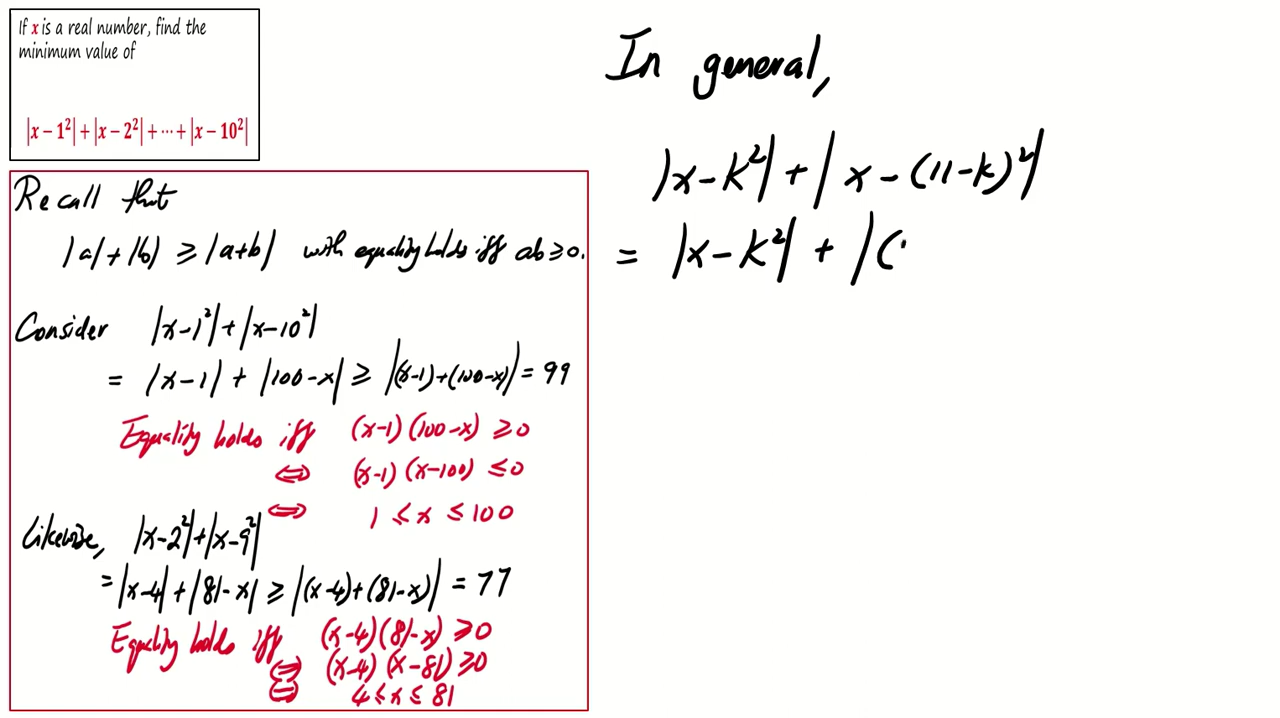 If x is a real number, find the
minimum value of
|x − 1²| + |x − 2²| + ⋯ + |x − 10²|
Recall that
|a| + |b| ≥ |a+b| with equality holds iff ab ≥ 0.
Consider |x−1²| + |x−10²|
= |x−1| + |100−x| ≥ |(x−1)+(100−x)| = 99
Equality holds iff (x−1)(100−x) ≥ 0
⇔ (x−1)(x−100) ≤ 0
⇔ 1 ≤ x ≤ 100
Likewise, |x−2²| + |x−9²|
= |x−4| + |81−x| ≥ |(x−4)+(81−x)| = 77
Equality holds iff (x−4)(81−x) ≥ 0
⇔ (x−4)(x−81) ≥ 0
⇔ 4 ≤ x ≤ 81
In general,
|x−k²| + |x−(11−k)²|
= |x−k²| + |(